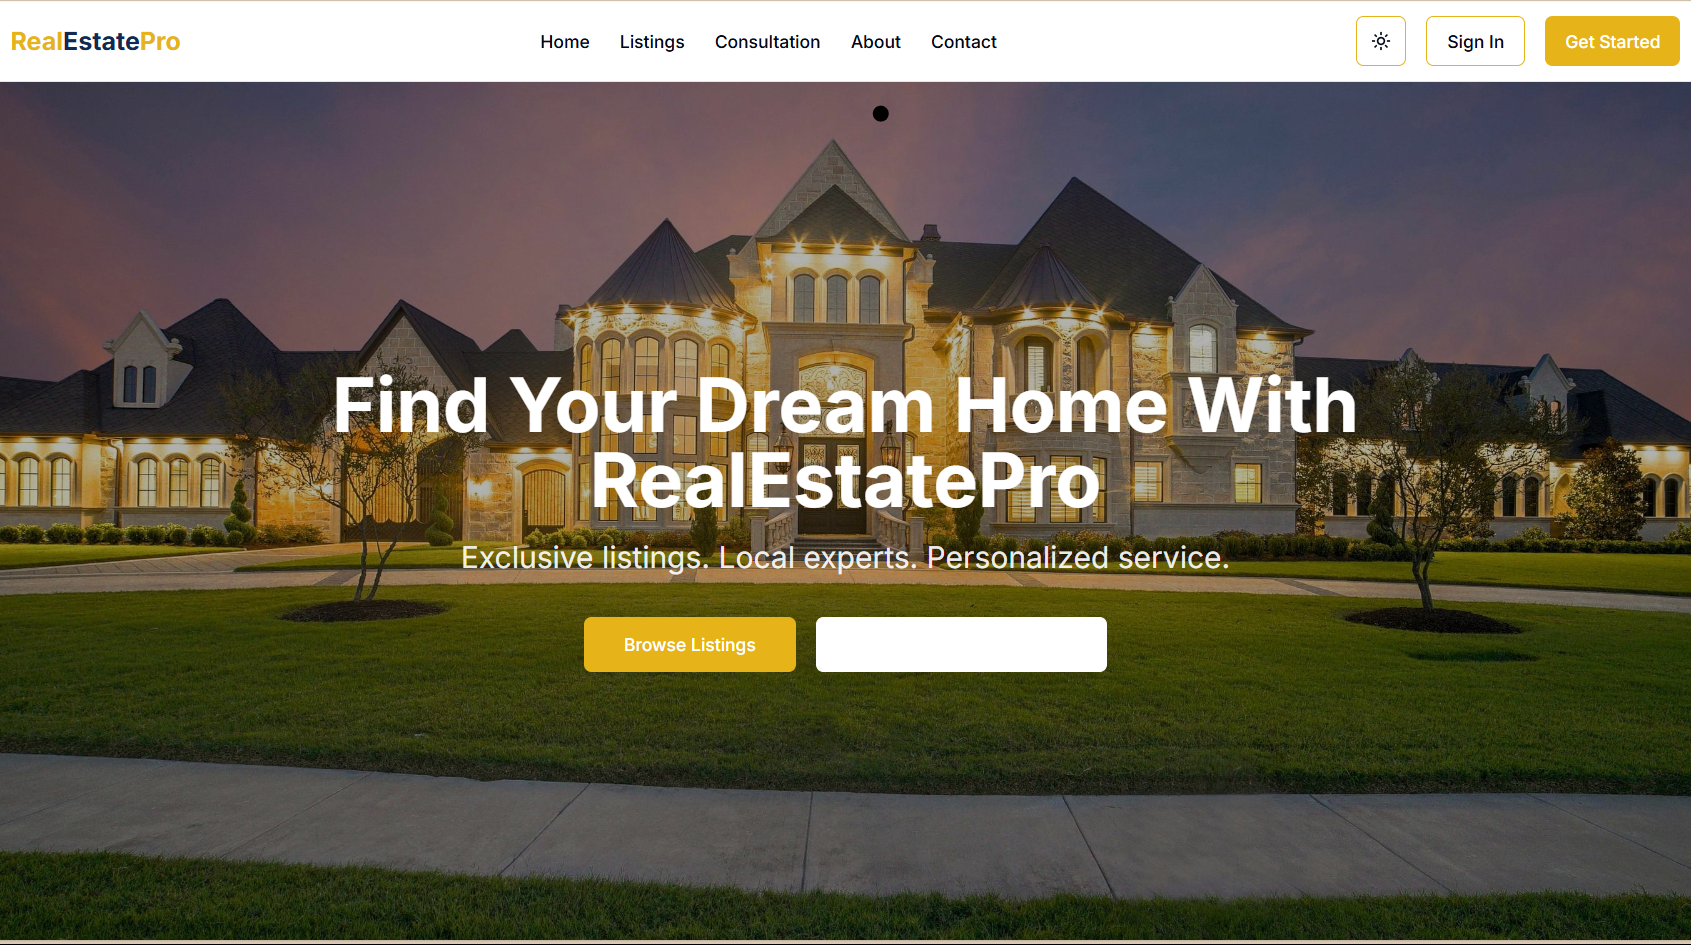 RealEstatePro
Home
Listings
Consultation
About
Contact
Sign In
Get Started
Find Your Dream Home With
RealEstatePro
Exclusive listings. Local experts. Personalized service.
Browse Listings